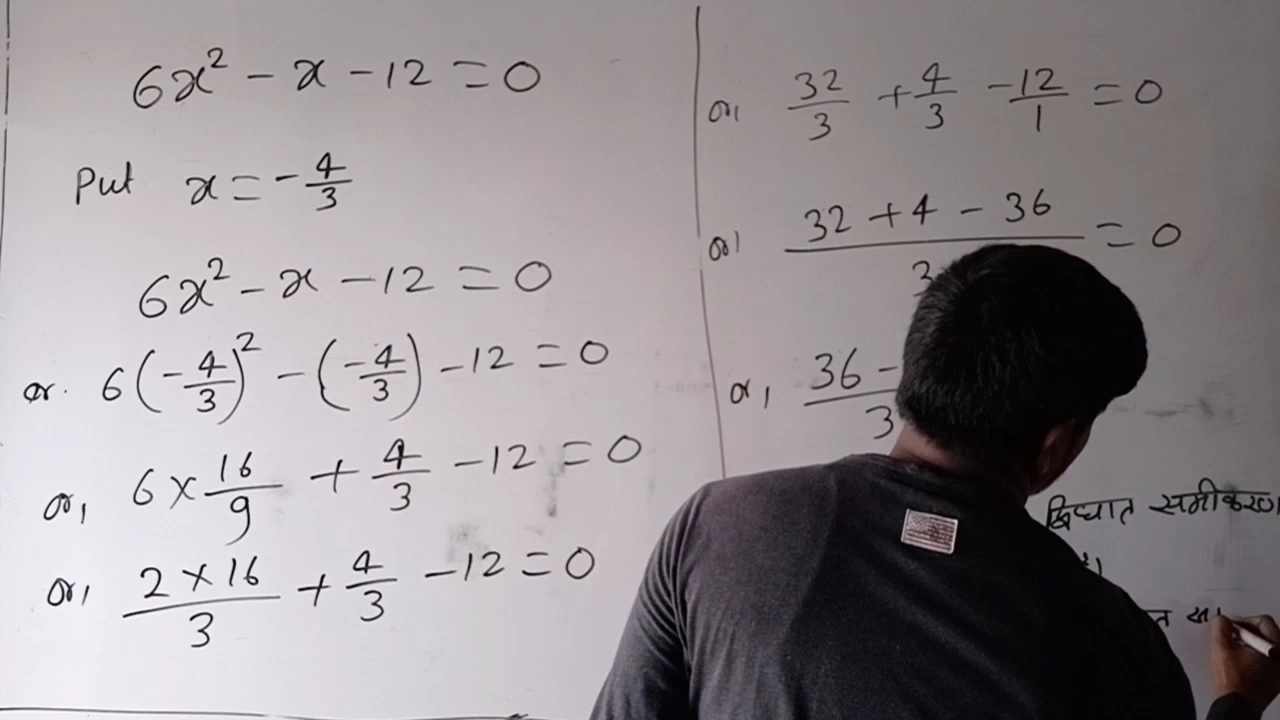 6x² - x - 12 = 0
Put x = -4/3
6x² - x - 12 = 0
or. 6(-4/3)² - (-4/3) - 12 = 0
or, 6 × 16/9 + 4/3 - 12 = 0
or, 2 × 16/3 + 4/3 - 12 = 0
or, 32/3 + 4/3 - 12/1 = 0
or, 32 + 4 - 36/3 = 0
or, 36 - /3
द्विघात समीकरण